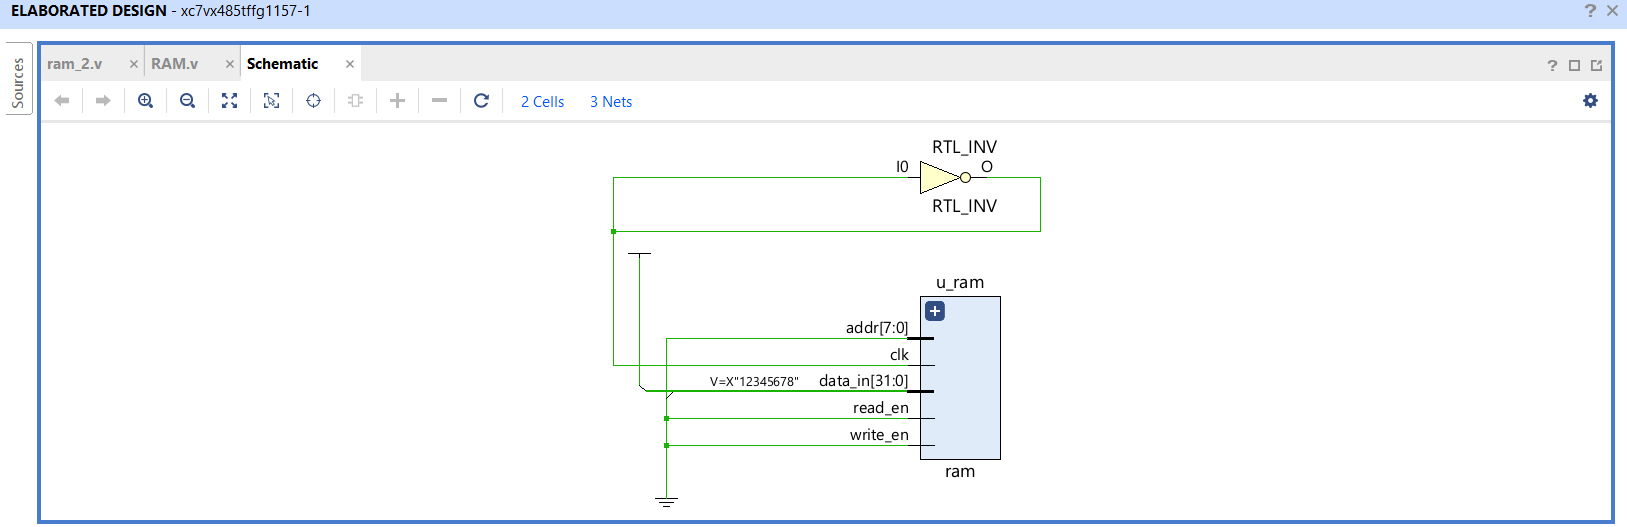 ELABORATED DESIGN - xc7vx485tffg1157-1
Sources
ram_2.v
RAM.v
Schematic
2 Cells
3 Nets
RTL_INV
I0
O
RTL_INV
u_ram
addr[7:0]
clk
V=X"12345678"
data_in[31:0]
read_en
write_en
ram